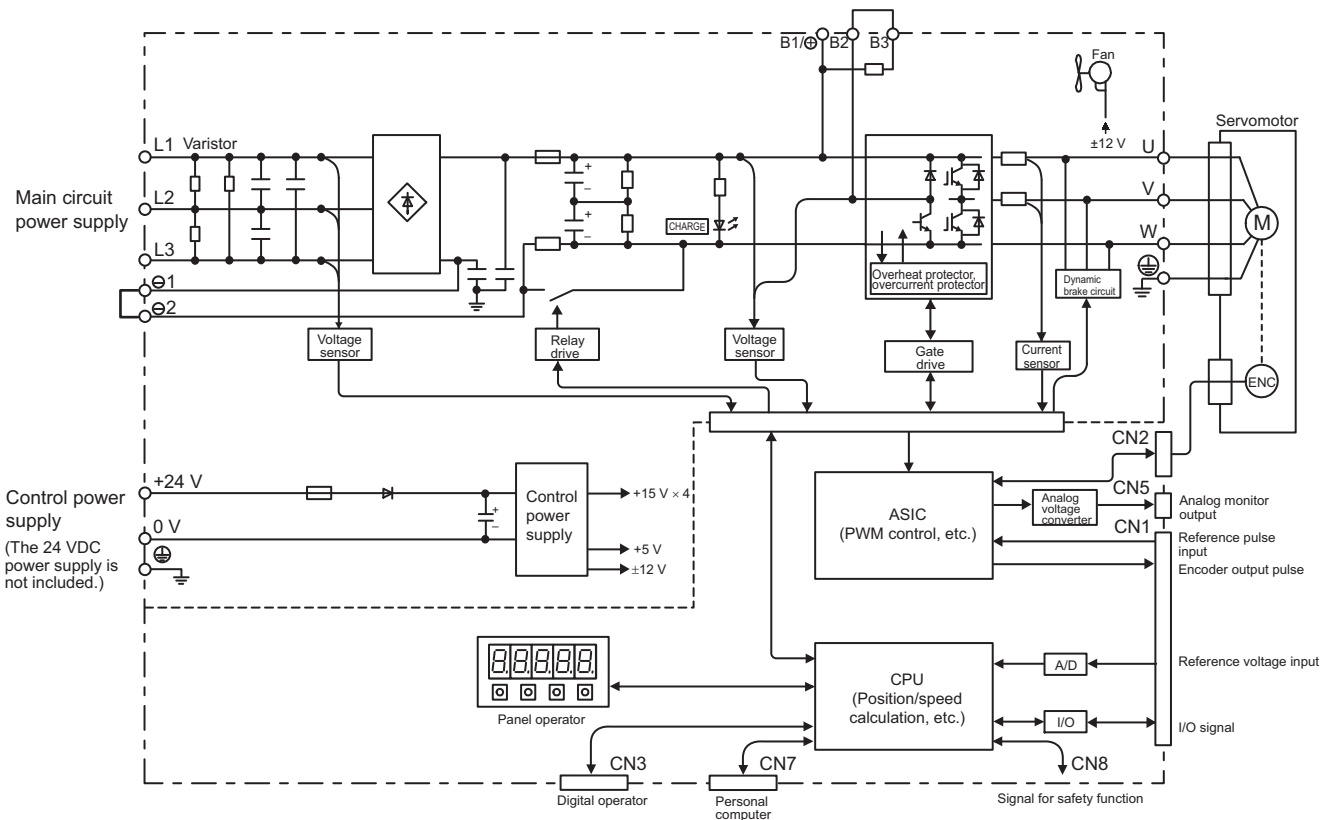 B1/⊕
B2
B3
Fan
±12 V
Servomotor
L1
Varistor
U
Main circuit
power supply
L2
V
CHARGE
W
M
L3
⊖1
⊖2
Overheat protector,
overcurrent protector
Dynamic
brake circuit
Voltage
sensor
Relay
drive
Voltage
sensor
Gate
drive
Current
sensor
ENC
CN2
Control power
supply
(The 24 VDC
power supply is
not included.)
+24 V
0 V
+
–
+
–
+
–
Control
power
supply
+15 V × 4
+5 V
±12 V
ASIC
(PWM control, etc.)
Analog
voltage
converter
CN5
Analog monitor
output
CN1
Reference pulse
input
Encoder output pulse
8.8.8.8.8.
Panel operator
CPU
(Position/speed
calculation, etc.)
A/D
Reference voltage input
I/O
I/O signal
CN3
CN7
CN8
Digital operator
Personal
computer
Signal for safety function